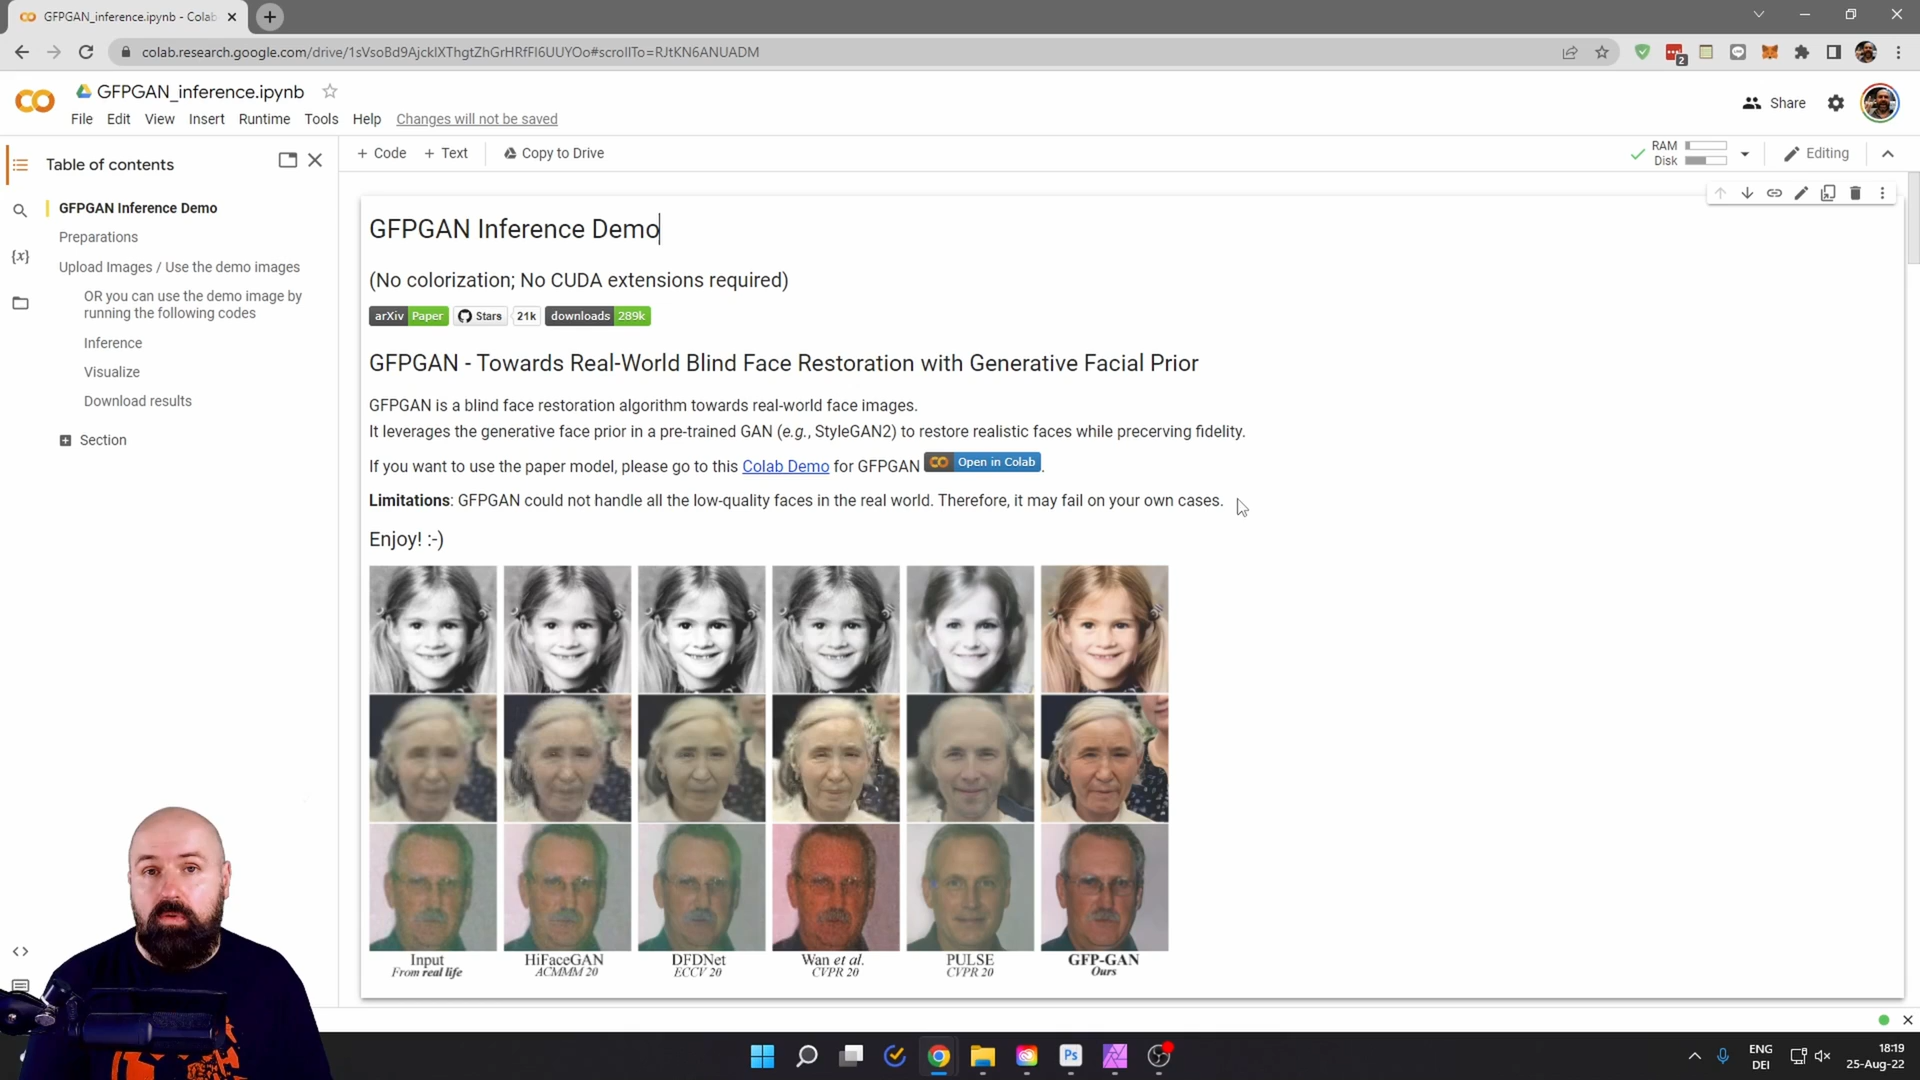 GFPGAN_inference.ipynb - Colab
colab.research.google.com/drive/1sVsoBd9AjckIXThgtZhGrHRfFI6UUYOo#scrollTo=RJtKN6ANUADM
2
GFPGAN_inference.ipynb
File Edit View Insert Runtime Tools Help Changes will not be saved
Share
Table of contents
+ Code + Text Copy to Drive
RAM
Disk
Editing
GFPGAN Inference Demo
Preparations
Upload Images / Use the demo images
OR you can use the demo image by
running the following codes
Inference
Visualize
Download results
Section
{x}
GFPGAN Inference Demo
(No colorization; No CUDA extensions required)
arXiv Paper Stars 21k downloads 289k
GFPGAN - Towards Real-World Blind Face Restoration with Generative Facial Prior
GFPGAN is a blind face restoration algorithm towards real-world face images.
It leverages the generative face prior in a pre-trained GAN (e.g., StyleGAN2) to restore realistic faces while precerving fidelity.
If you want to use the paper model, please go to this Colab Demo for GFPGAN Open in Colab.
Limitations: GFPGAN could not handle all the low-quality faces in the real world. Therefore, it may fail on your own cases.
Enjoy! :-)
Input HiFaceGAN DFDNet Wan et al. PULSE GFP-GAN
From real life ACMMM 20 ECCV 20 CVPR 20 CVPR 20 Ours
Ps
ENG
DEI
18:19
25-Aug-22